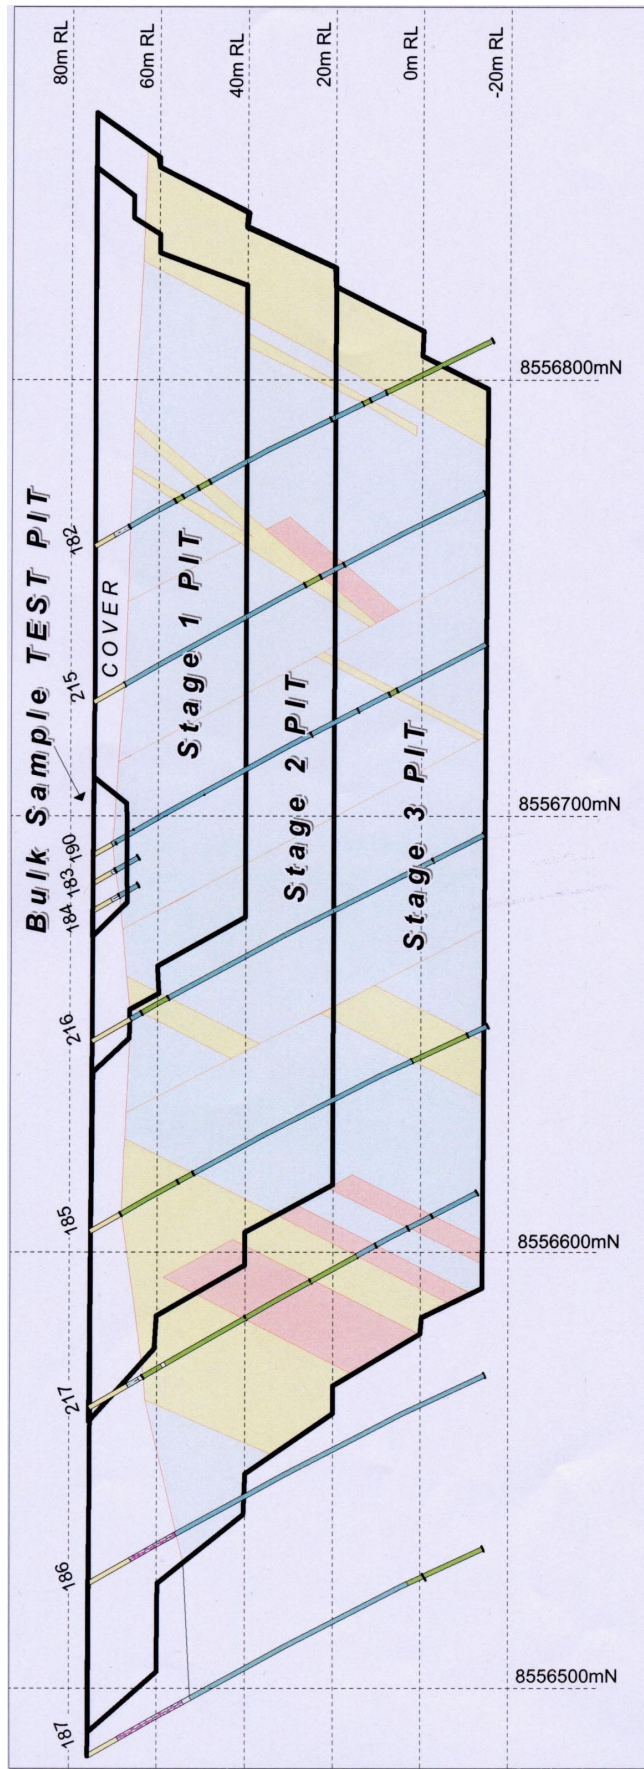 80m RL
60m RL
40m RL
20m RL
0m RL
-20m RL
8556800mN
182
Bulk Sample TEST PIT
COVER
Stage 1 PIT
215
Stage 2 PIT
Stage 3 PIT
8556700mN
190
183
184
216
185
8556600mN
217
186
8556500mN
187